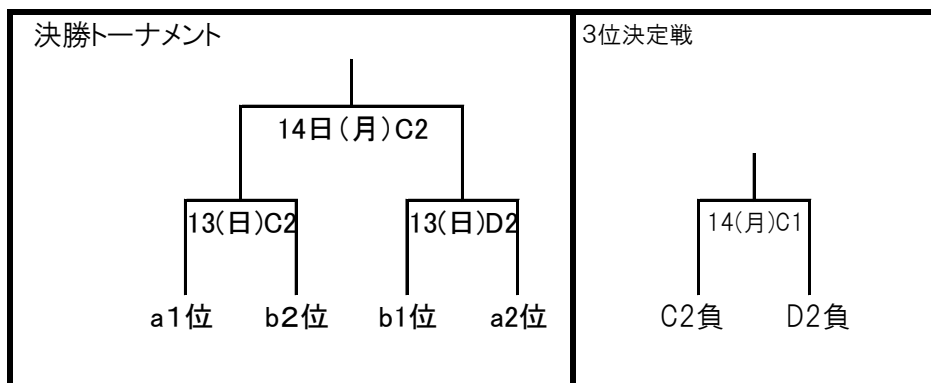 決勝トーナメント
14日（月）C2
13(日)C2
13(日)D2
a１位
b２位
b1位
a2位
３位決定戦
14(月)C1
C2負
D2負